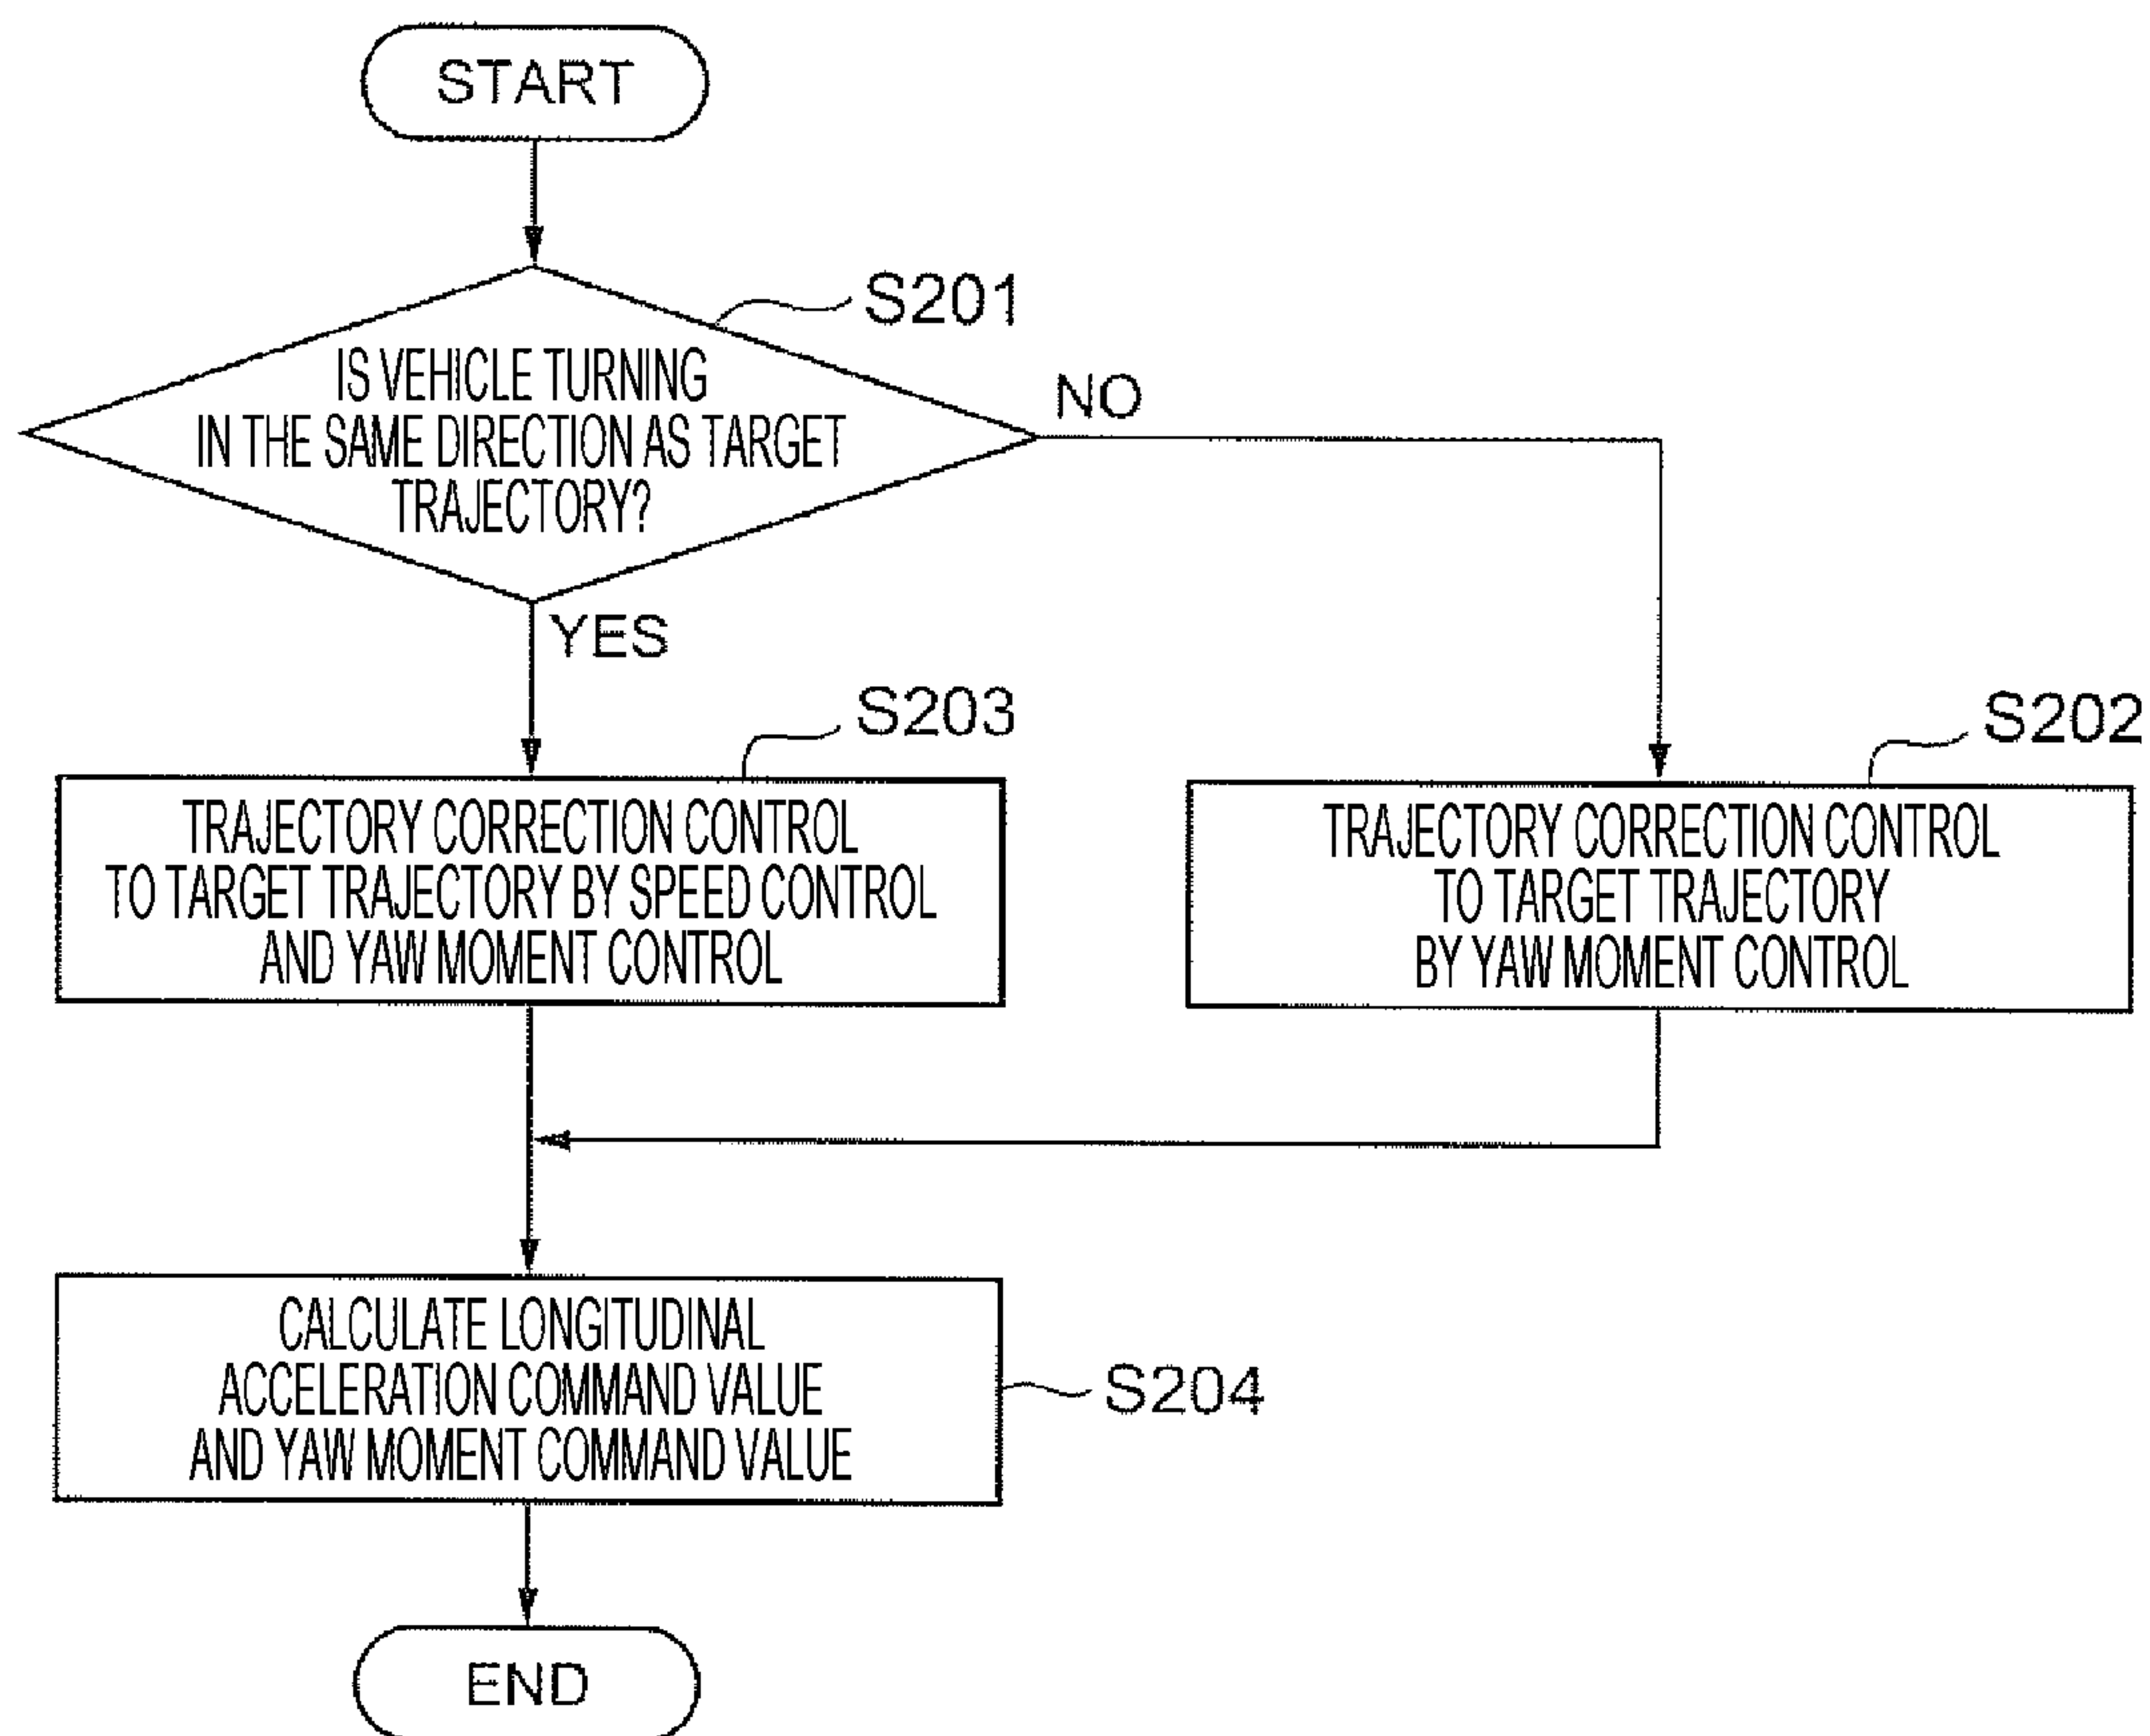 START
S201
IS VEHICLE TURNING
IN THE SAME DIRECTION AS TARGET
TRAJECTORY?
NO
YES
S203
TRAJECTORY CORRECTION CONTROL
TO TARGET TRAJECTORY BY SPEED CONTROL
AND YAW MOMENT CONTROL
S202
TRAJECTORY CORRECTION CONTROL
TO TARGET TRAJECTORY
BY YAW MOMENT CONTROL
CALCULATE LONGITUDINAL
ACCELERATION COMMAND VALUE
AND YAW MOMENT COMMAND VALUE
S204
END